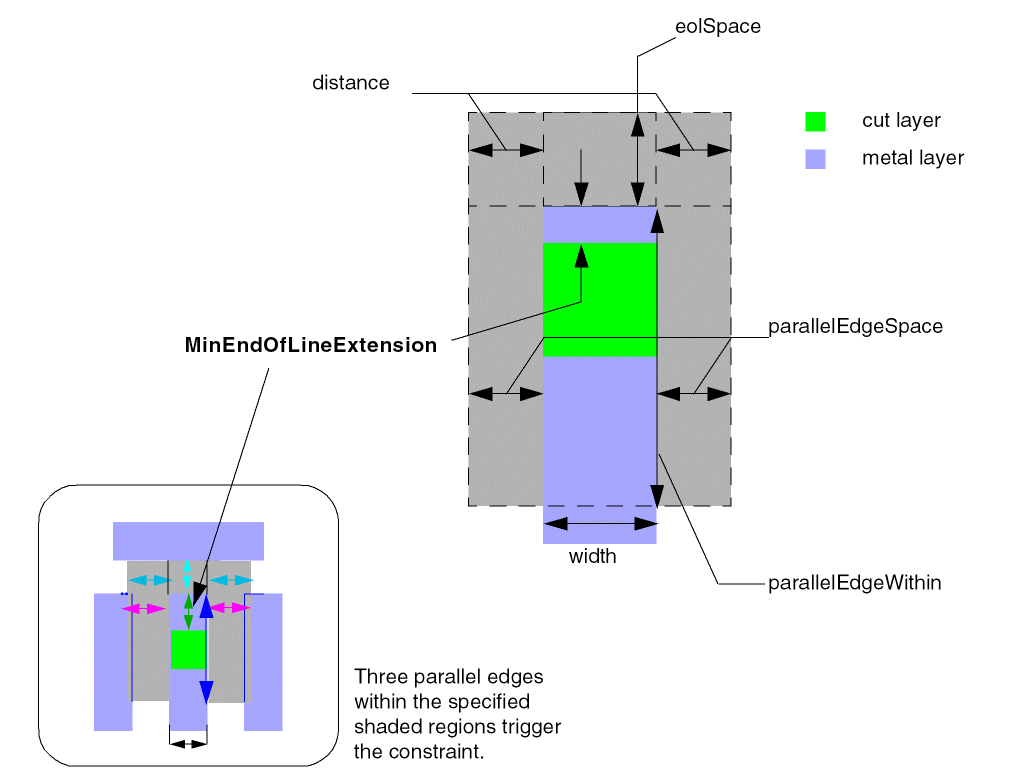 eolSpace
distance
cut layer
metal layer
parallelEdgeSpace
MinEndOfLineExtension
width
parallelEdgeWithin
Three parallel edges
within the specified
shaded regions trigger
the constraint.